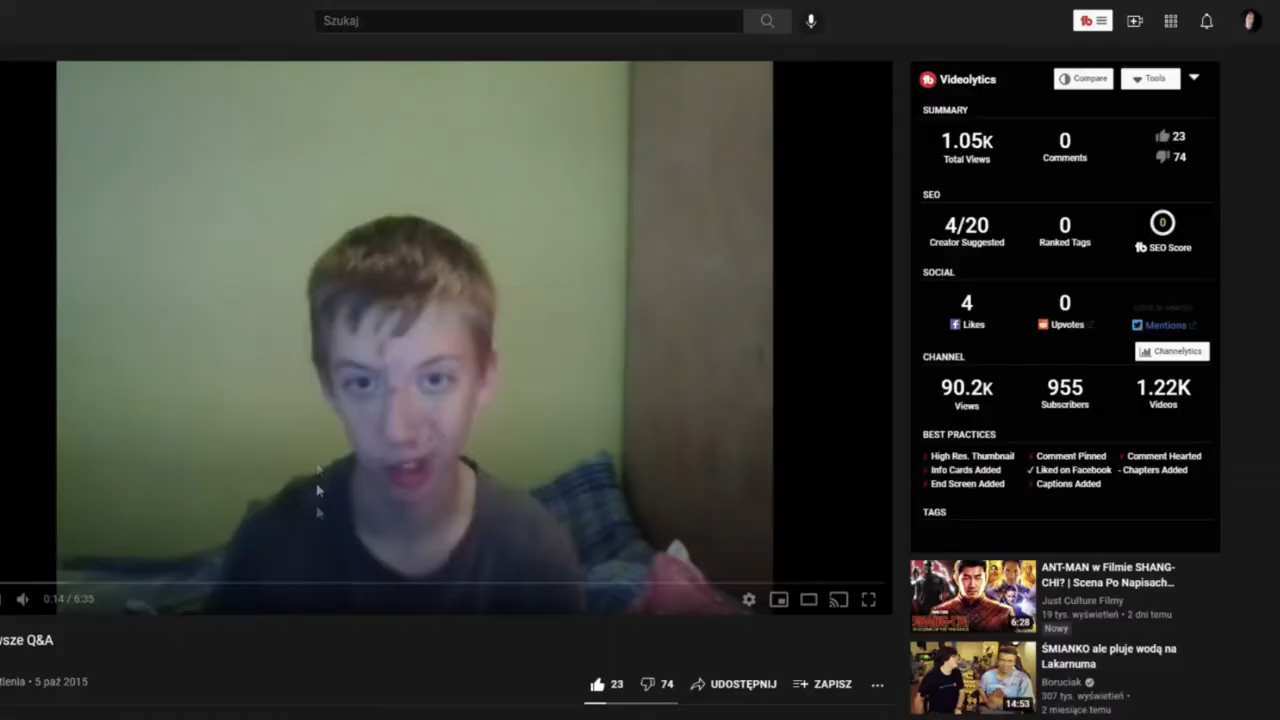 Szukaj
Videolytics
Compare
Tools
SUMMARY
1.05K
Total Views
0
Comments
23
74
SEO
4/20
Creator Suggested
0
Ranked Tags
0
SEO Score
SOCIAL
4
Likes
0
Upvotes
Mentions
CHANNEL
Channelytics
90.2K
Views
955
Subscribers
1.22K
Videos
BEST PRACTICES
High Res. Thumbnail
Comment Pinned
Comment Hearted
Info Cards Added
Liked on Facebook
- Chapters Added
End Screen Added
Captions Added
TAGS
0:14 / 6:35
wsze Q&A
tlenia • 5 paź 2015
23
74
UDOSTĘPNIJ
ZAPISZ
6:28
ANT-MAN w Filmie SHANG-
CHI? | Scena Po Napisach...
Just Culture Filmy
19 tys. wyświetleń • 2 dni temu
Nowy
14:53
ŚMIANKO ale pluje wodą na
Lakarnuma
Boruciak
307 tys. wyświetleń •
2 miesiące temu